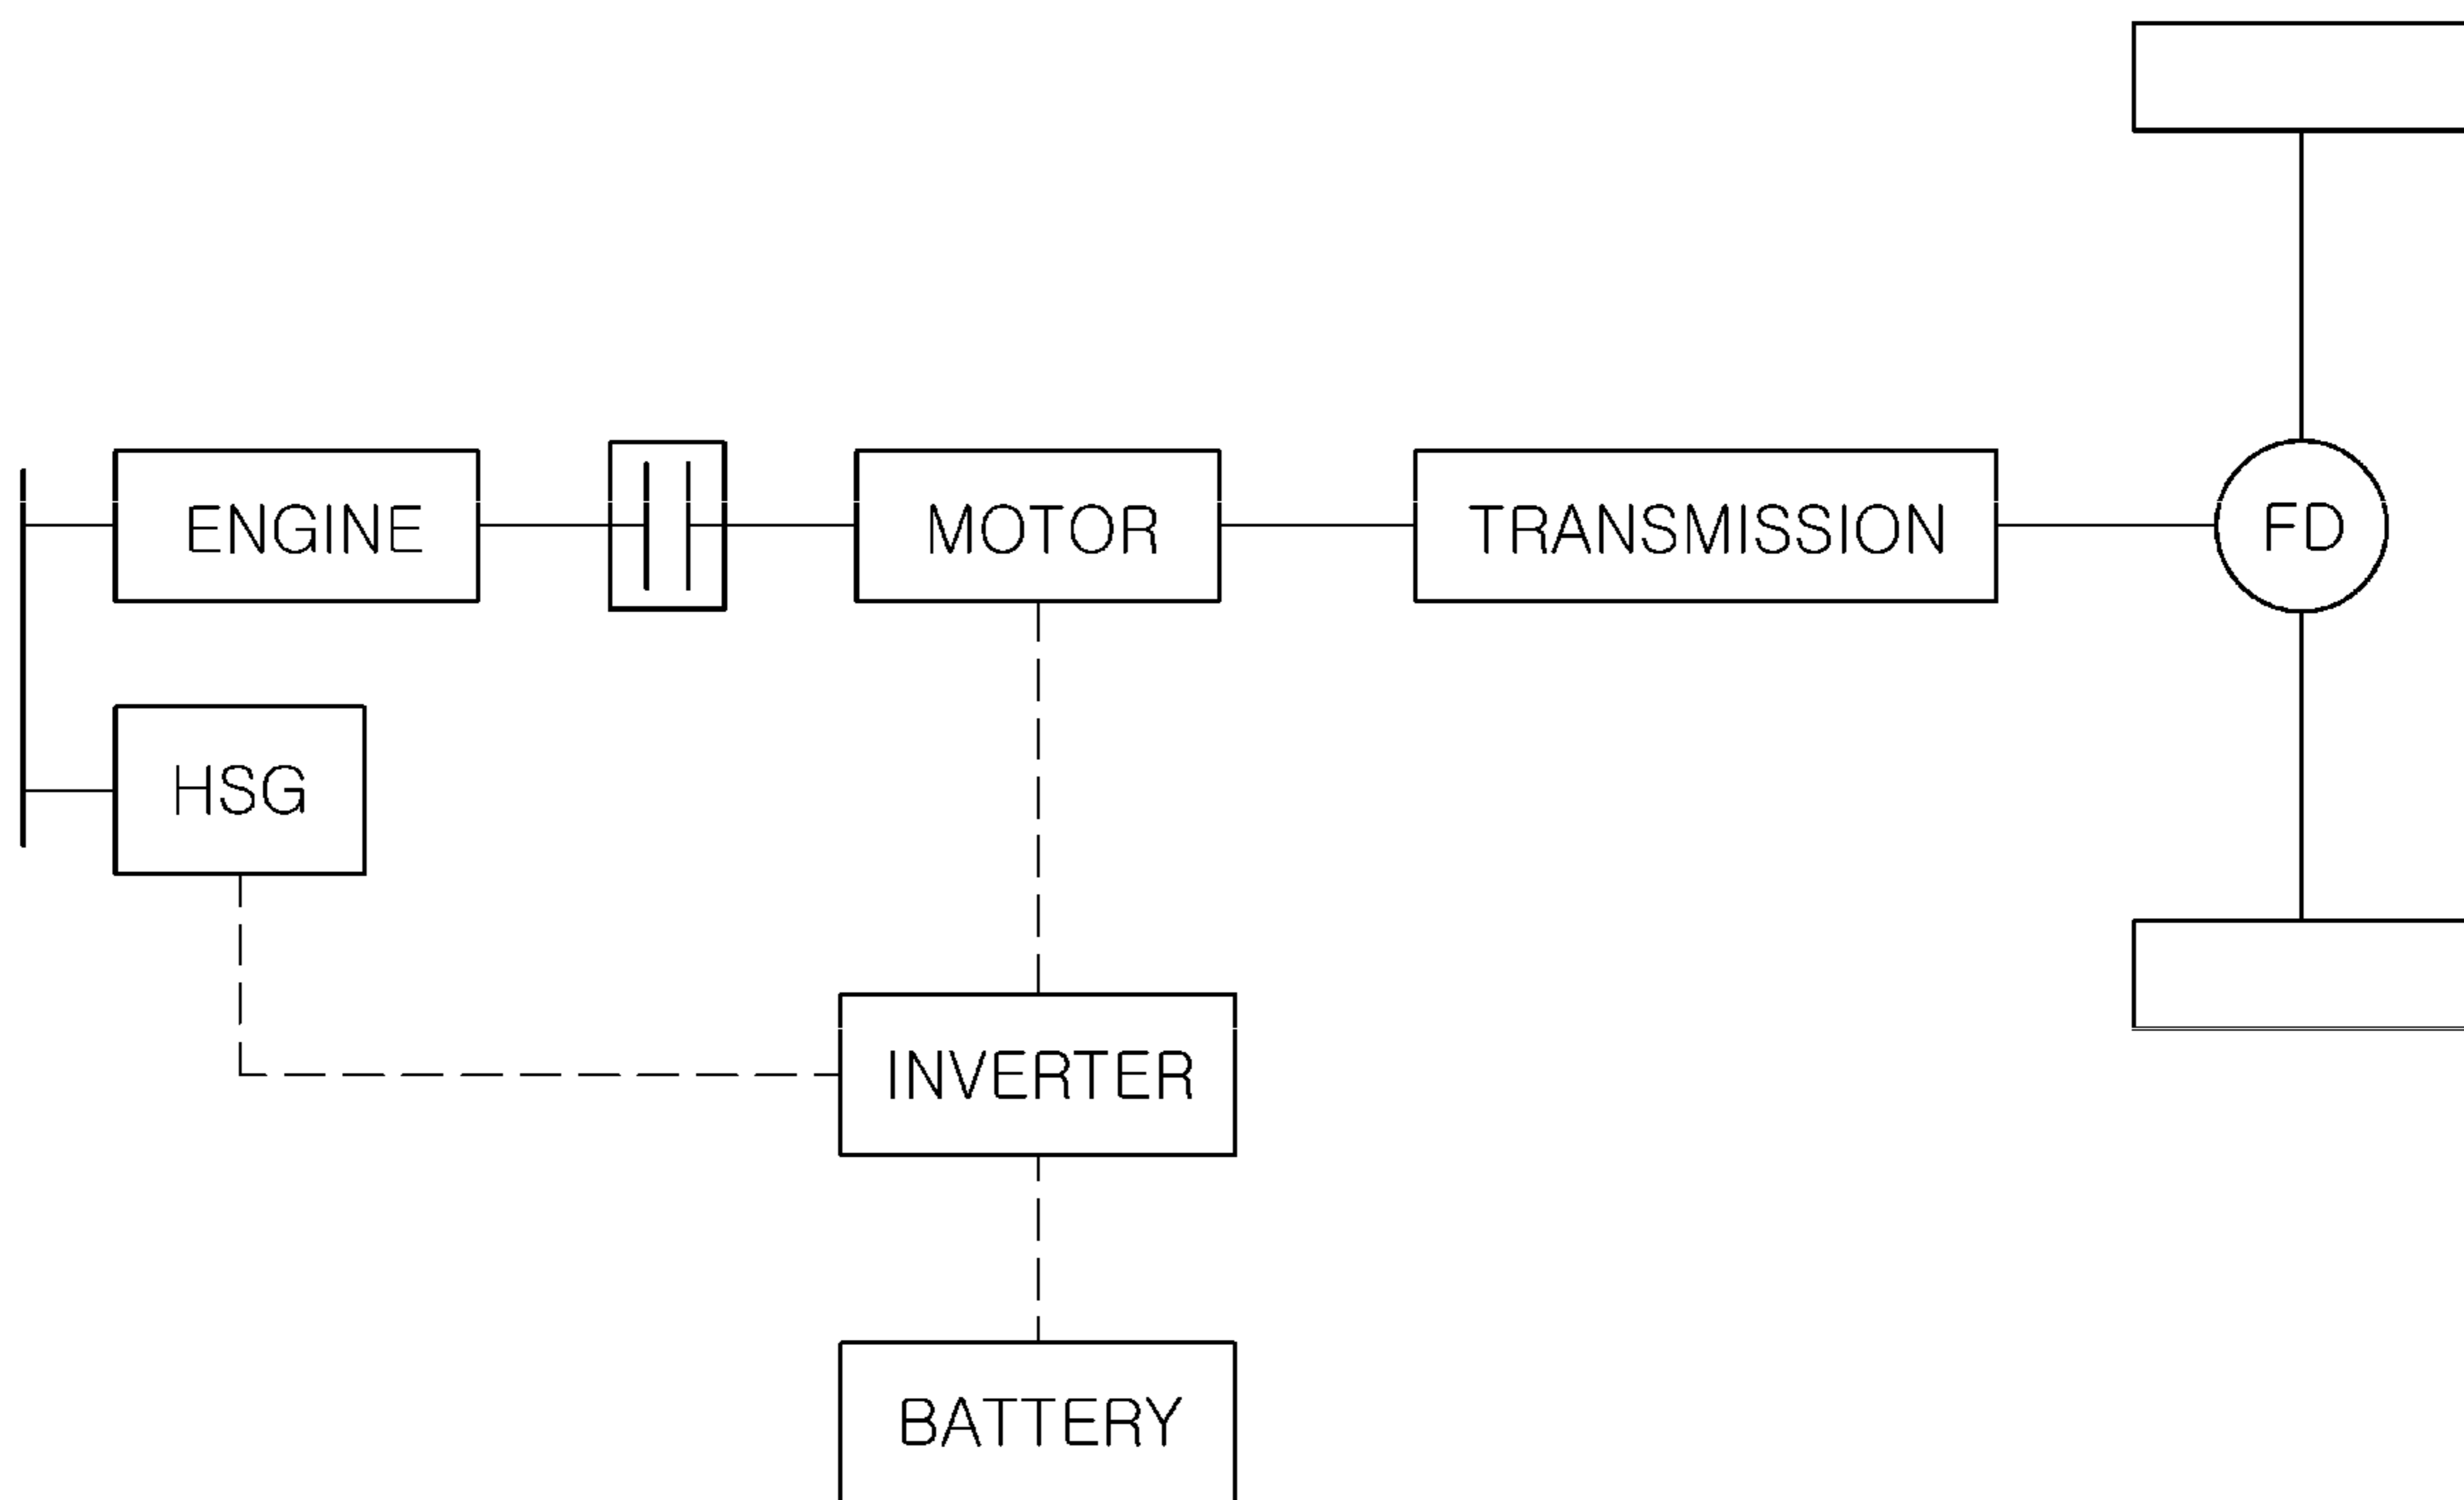 ENGINE
MOTOR
TRANSMISSION
FD
HSG
INVERTER
BATTERY